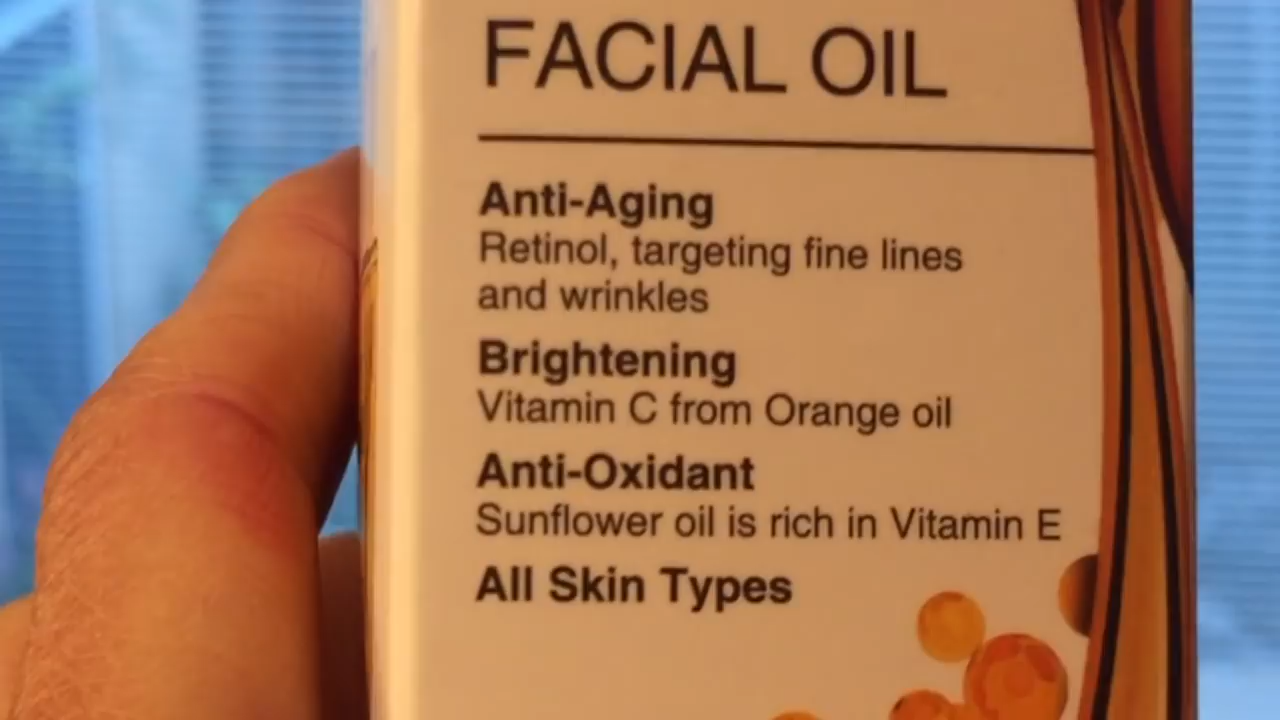 FACIAL OIL
Anti-Aging
Retinol, targeting fine lines
and wrinkles
Brightening
Vitamin C from Orange oil
Anti-Oxidant
Sunflower oil is rich in Vitamin E
All Skin Types